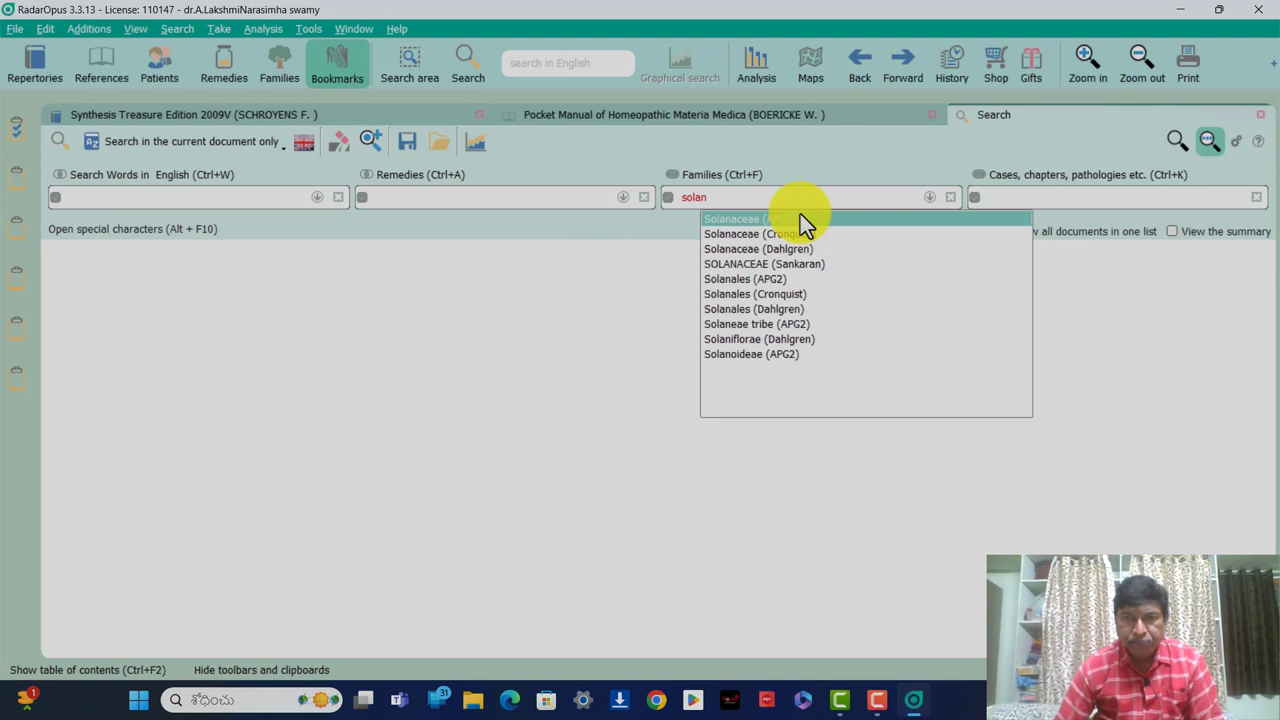 RadarOpus 3.3.13 - License: 110147 - dr.A.LakshmiNarasimha swamy
File Edit Additions View Search Take Analysis Tools Window Help
Repertories References Patients Remedies Families Bookmarks Search area Search search in English Graphical search Analysis Maps Back Forward History Shop Gifts Zoom in Zoom out Print
Synthesis Treasure Edition 2009V (SCHROYENS F. ) Pocket Manual of Homeopathic Materia Medica (BOERICKE W. ) Search
Search in the current document only
Search Words in English (Ctrl+W) Remedies (Ctrl+A) Families (Ctrl+F) Cases, chapters, pathologies etc. (Ctrl+K)
solan
Solanaceae
Open special characters (Alt + F10) all documents in one list View the summary
Solanaceae
Solanaceae (Dahlgren)
SOLANACEAE (Sankaran)
Solanales (APG2)
Solanales (Cronquist)
Solanales (Dahlgren)
Solaneae tribe (APG2)
Solaniflorae (Dahlgren)
Solanoideae (APG2)
Show table of contents (Ctrl+F2) Hide toolbars and clipboards
1 శోధించు 31